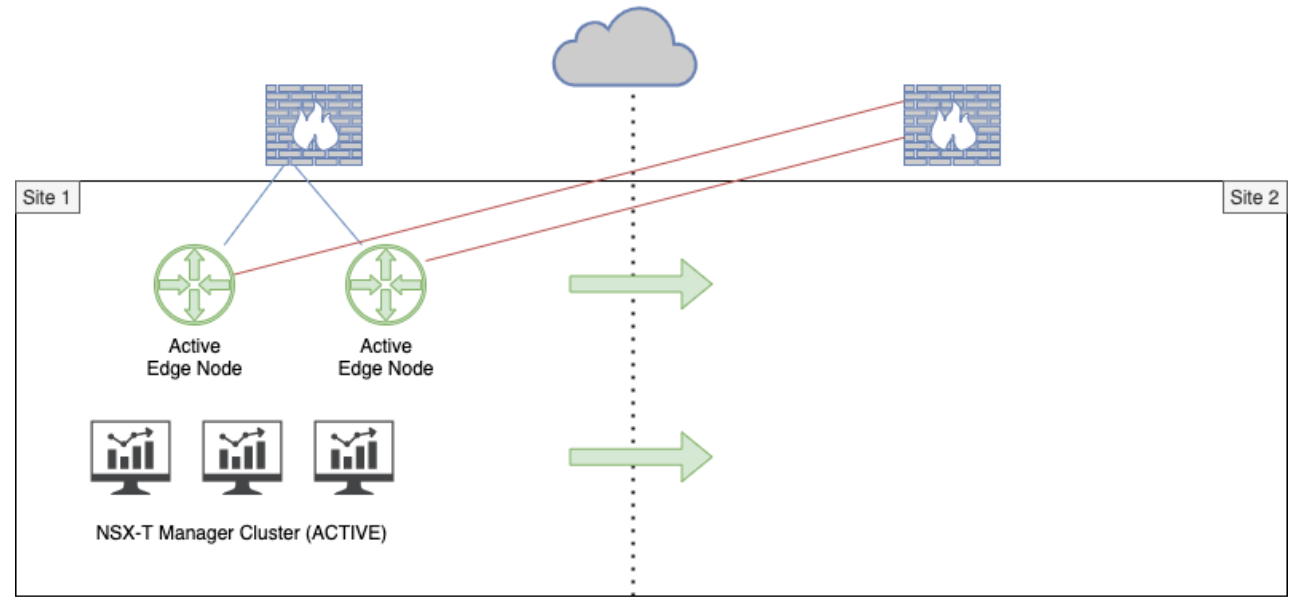 Site 1
Site 2
Active
Edge Node
Active
Edge Node
NSX-T Manager Cluster (ACTIVE)